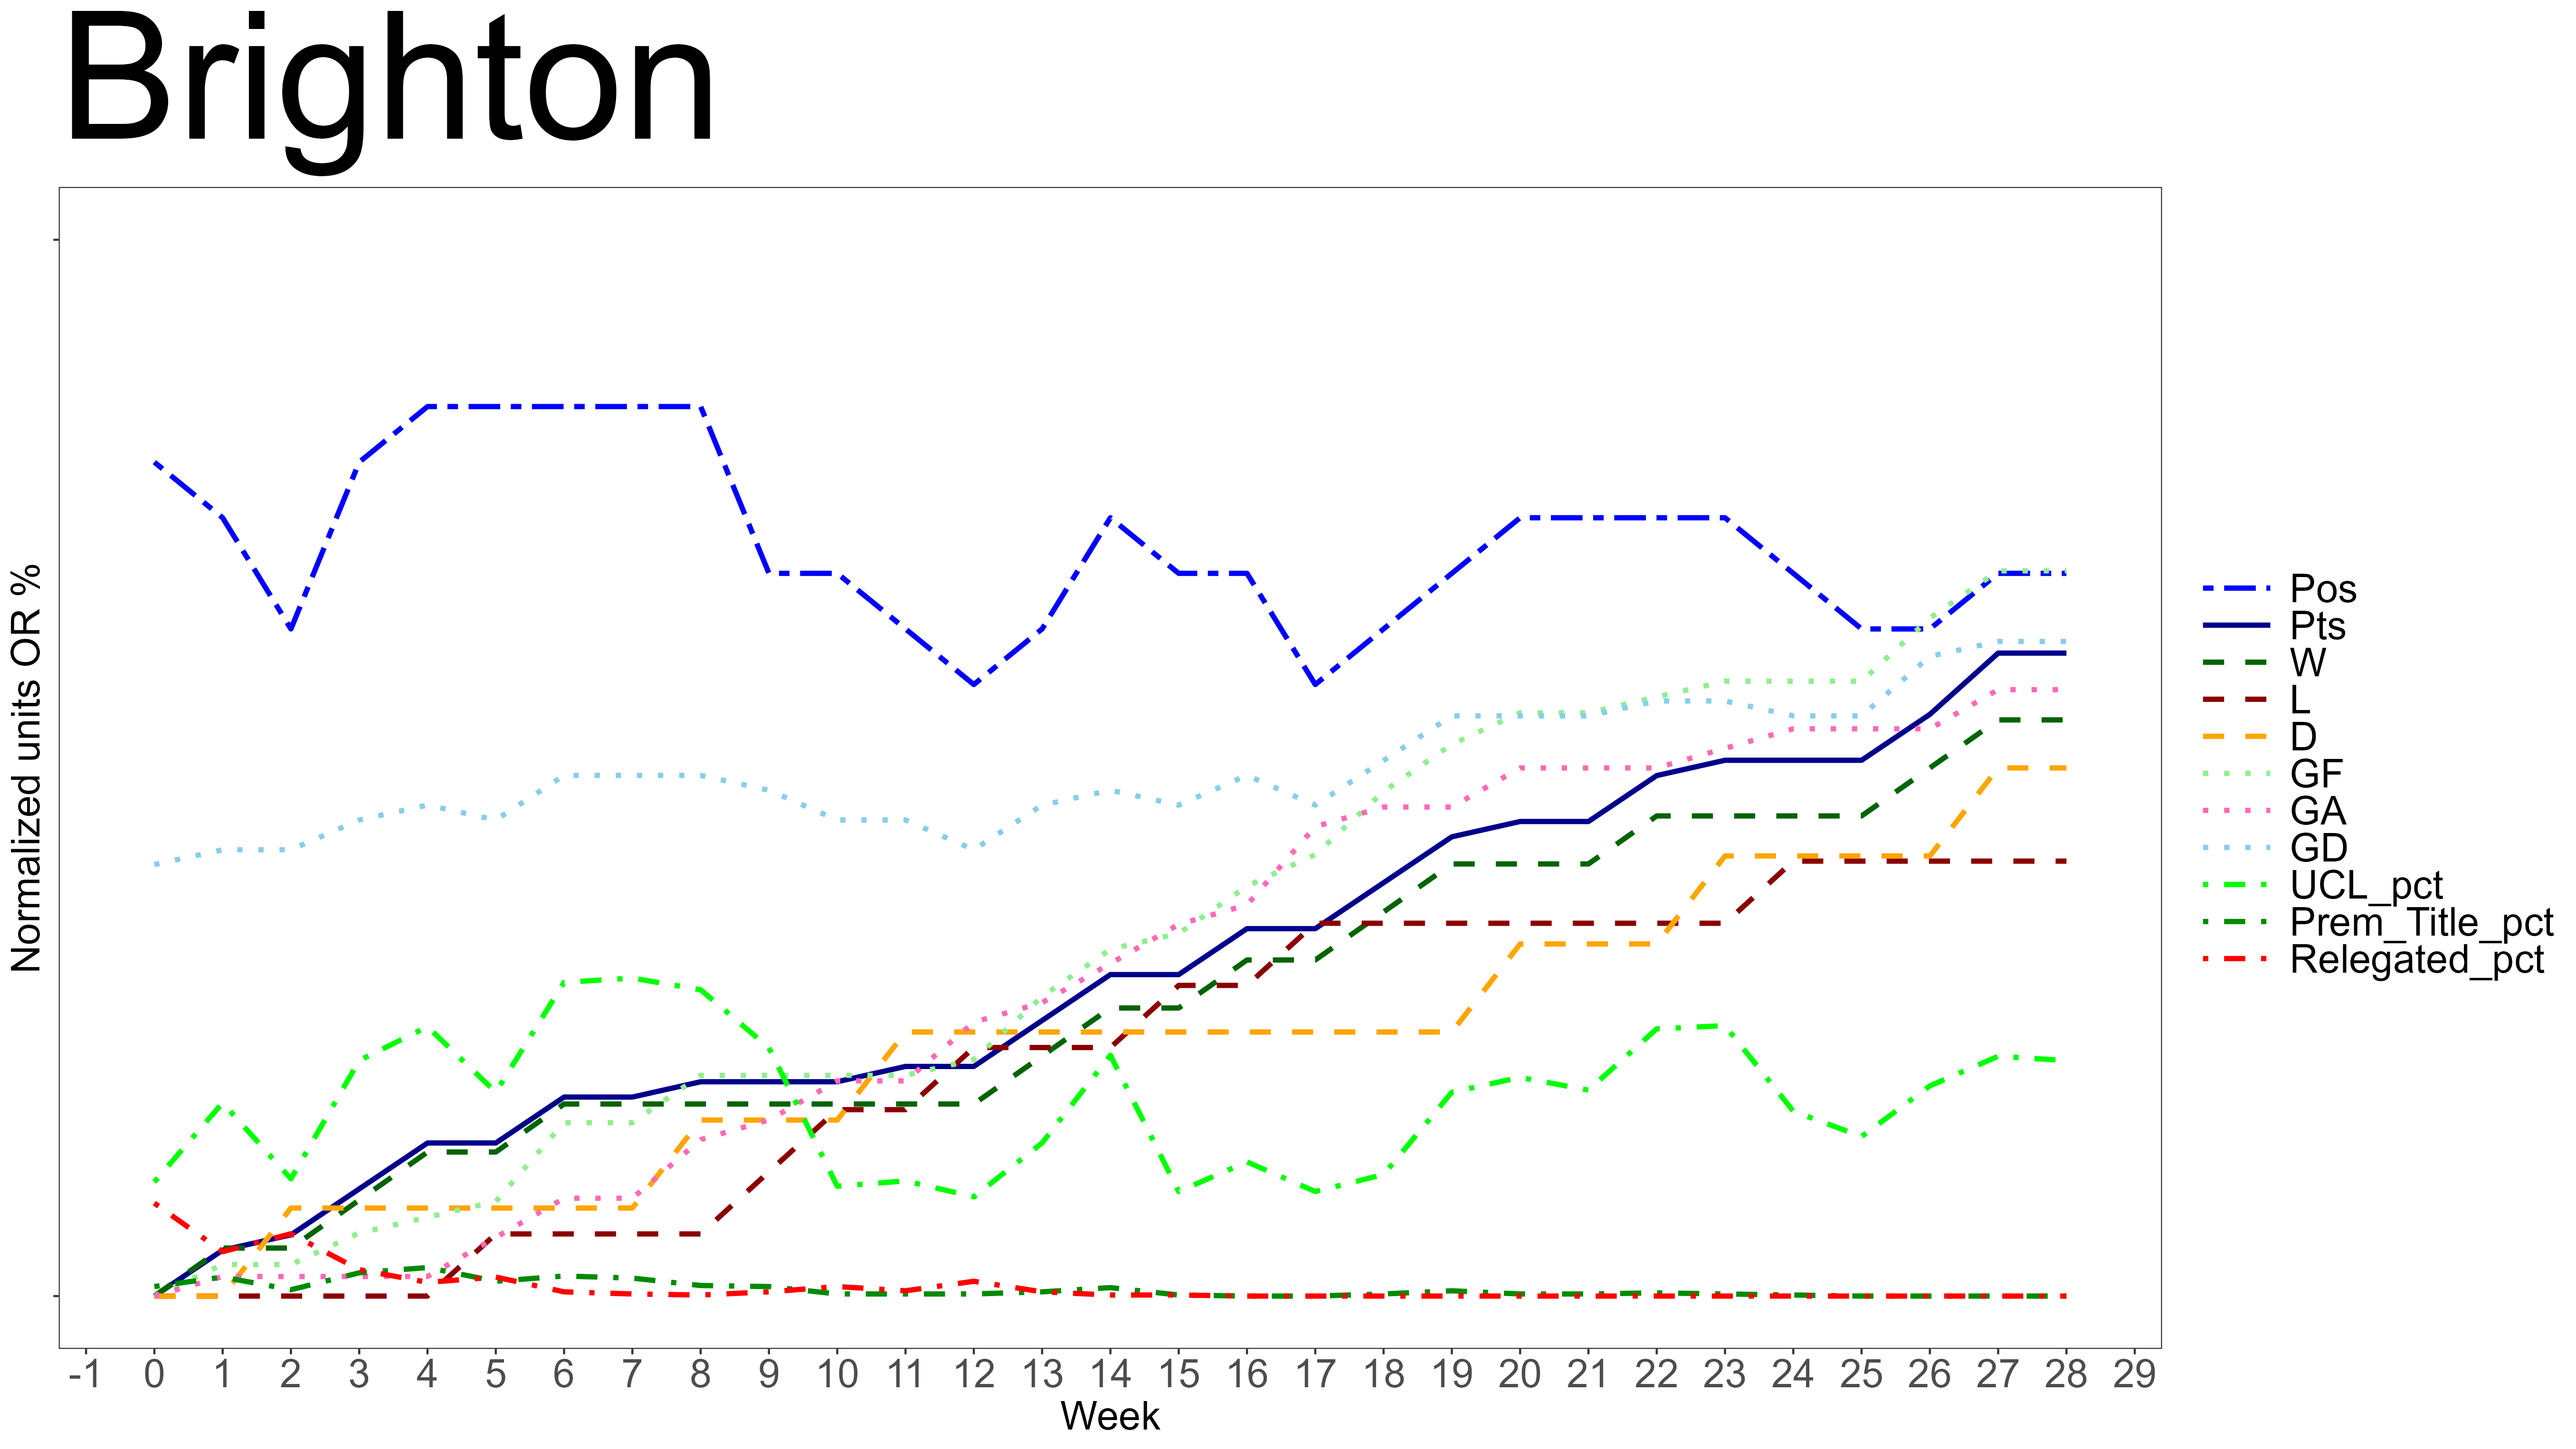 Brighton
Normalized units OR %
Pos
Pts
W
L
D
GF
GA
GD
UCL_pct
Prem_Title_pct
Relegated_pct
-1 0 1 2 3 4 5 6 7 8 9 10 11 12 13 14 15 16 17 18 19 20 21 22 23 24 25 26 27 28 29
Week